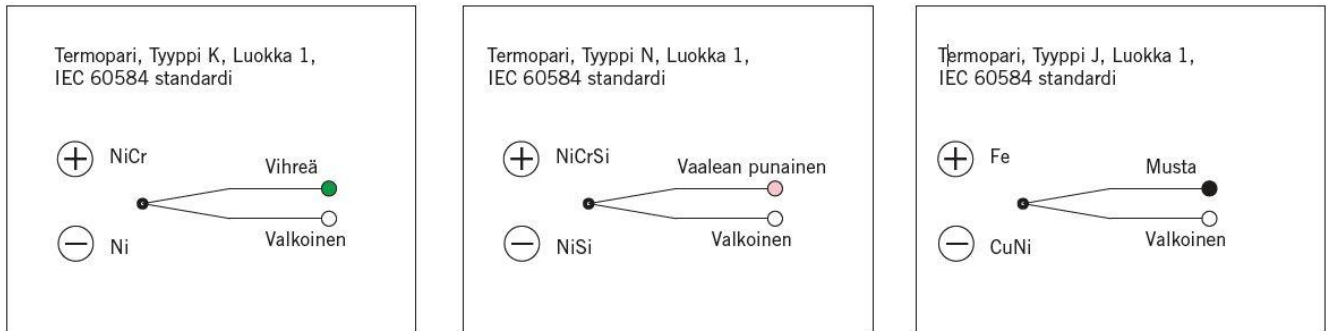 Termopari, Tyyppi K, Luokka 1,
IEC 60584 standardi
NiCr
Vihreä
Ni
Valkoinen
Termopari, Tyyppi N, Luokka 1,
IEC 60584 standardi
NiCrSi
Vaalean punainen
NiSi
Valkoinen
Termopari, Tyyppi J, Luokka 1,
IEC 60584 standardi
Fe
Musta
CuNi
Valkoinen